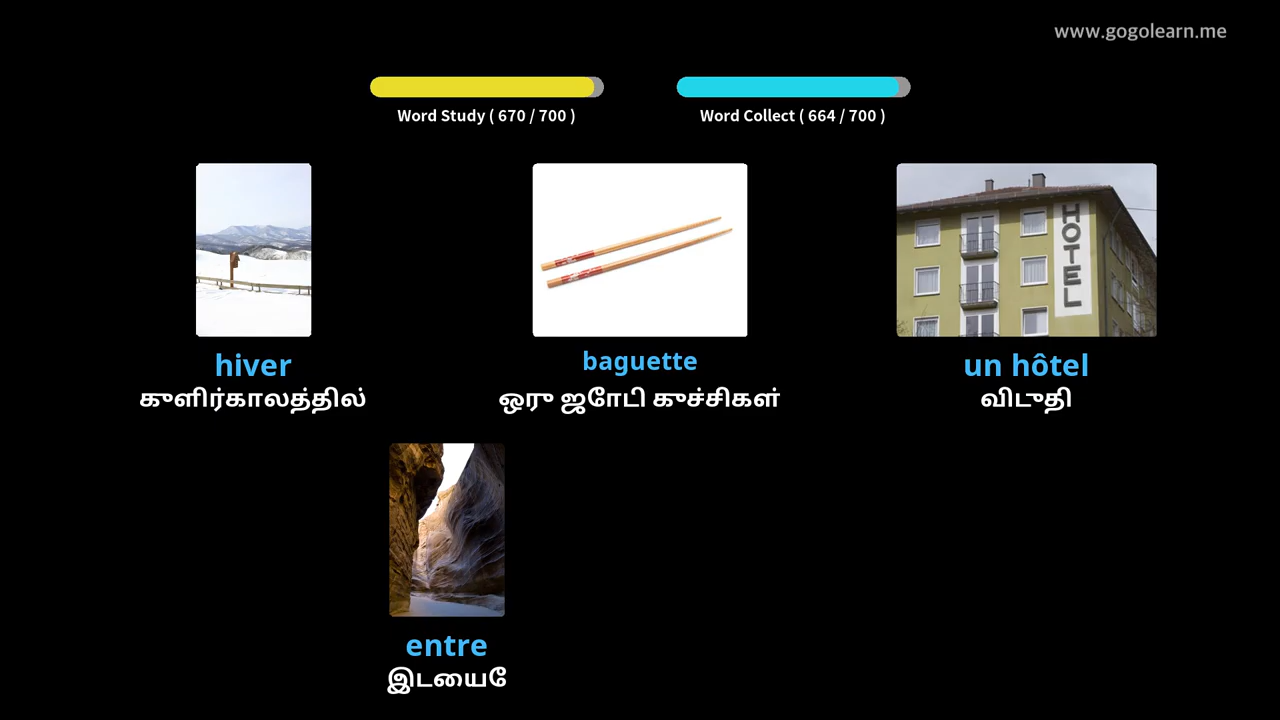 www.gogolearn.me
Word Study ( 670 / 700 )
Word Collect ( 664 / 700 )
HOTEL
hiver
baguette
un hôtel
குளிர்காலத்தில்
ஒரு ஜோடி குச்சிகள்
விடுதி
entre
இடையே